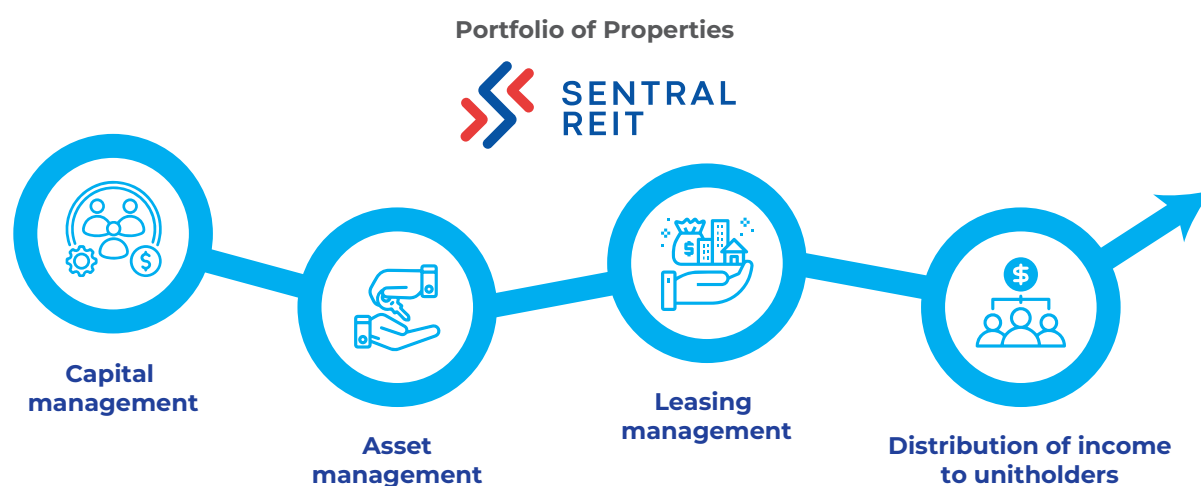 Portfolio of Properties
SENTRAL
REIT
$
$
$
Capital
management
Asset
management
Leasing
management
Distribution of income
to unitholders